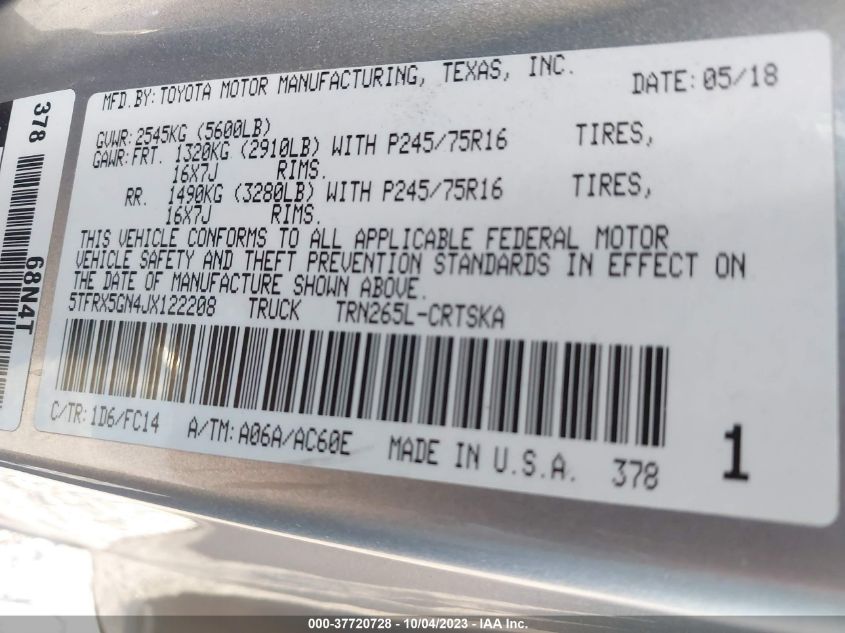 MFD.BY: TOYOTA MOTOR MANUFACTURING, TEXAS, INC. DATE: 05/18
GVWR: 2545KG (5600LB)
GAWR: FRT. 1320KG (2910LB) WITH P245/75R16 TIRES,
16X7J RIMS.
RR. 1490KG (3280LB) WITH P245/75R16 TIRES,
16X7J RIMS.
THIS VEHICLE CONFORMS TO ALL APPLICABLE FEDERAL MOTOR
VEHICLE SAFETY AND THEFT PREVENTION STANDARDS IN EFFECT ON
THE DATE OF MANUFACTURE SHOWN ABOVE.
5TFRX5GN4JX122208 TRUCK TRN265L-CRTSKA
C/TR: 1D6/FC14 A/TM: A06A/AC60E MADE IN U.S.A. 378 1
378 68N4T
000-37720728 - 10/04/2023 - IAA Inc.